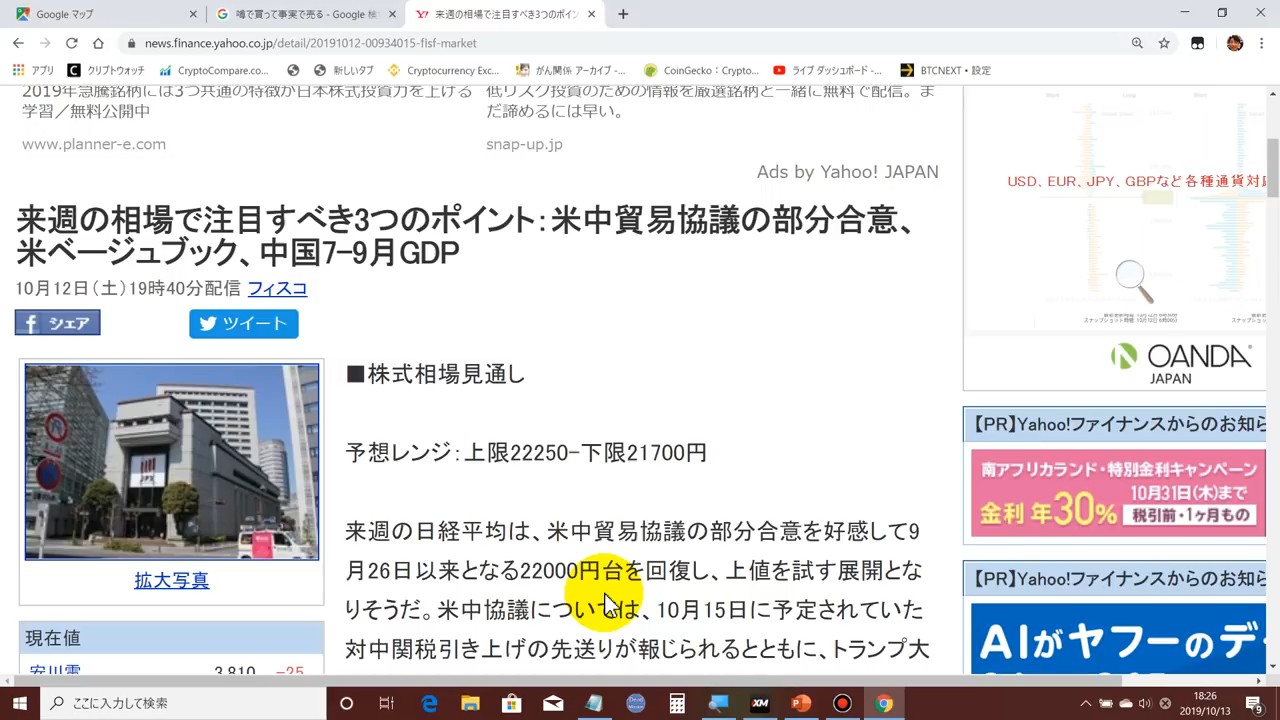 Google マップ
噂で買って事実で売る - Google 検
来週の相場で注目すべき3つのポイン
news.finance.yahoo.co.jp/detail/20191012-00934015-fisf-market
アプリ
クリプトウォッチ
CryptoCompare.co...
新しいタブ
Cryptocurrency Exc...
がん関係 アーカイブ -...
CoinGecko：Crypto...
ライブ ダッシュボード -...
BTCNEXT・設定
2019年急騰銘柄には3つ共通の特徴が日本株式投資力を上げる
学習／無料公開中
www.planner-e.com
低リスク投資のための情報を厳選銘柄と一緒に無料で配信。ま
だ諦めるには早い。
snap-up.jp
Ads by Yahoo! JAPAN
来週の相場で注目すべき3つのポイント：米中貿易協議の部分合意、
米ベージュブック、中国7-9月GDP
10月12日（土）19時40分配信 フィスコ
シェア
ツイート
■株式相場見通し
予想レンジ：上限22250-下限21700円
来週の日経平均は、米中貿易協議の部分合意を好感して9
月26日以来となる22000円台を回復し、上値を試す展開とな
りそうだ。米中協議については、10月15日に予定されていた
対中関税引き上げの先送りが報じられるとともに、トランプ大
拡大写真
現在値
安川電 3,810 -25
USD、EUR、JPY、GBPなど各種通貨対応
OANDA
JAPAN
【PR】Yahoo!ファイナンスからのお知ら
南アフリカランド・特別金利キャンペーン
金利 年30%
10月31日(木)まで
税引前・1ヶ月もの
【PR】Yahoo!ファイナンスからのお知ら
AIがヤフーのデ
ここに入力して検索
18:26
2019/10/13